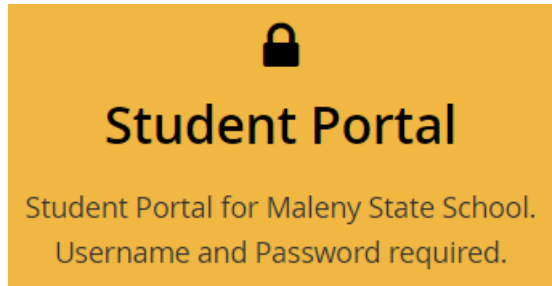 Student Portal
Student Portal for Maleny State School.
Username and Password required.